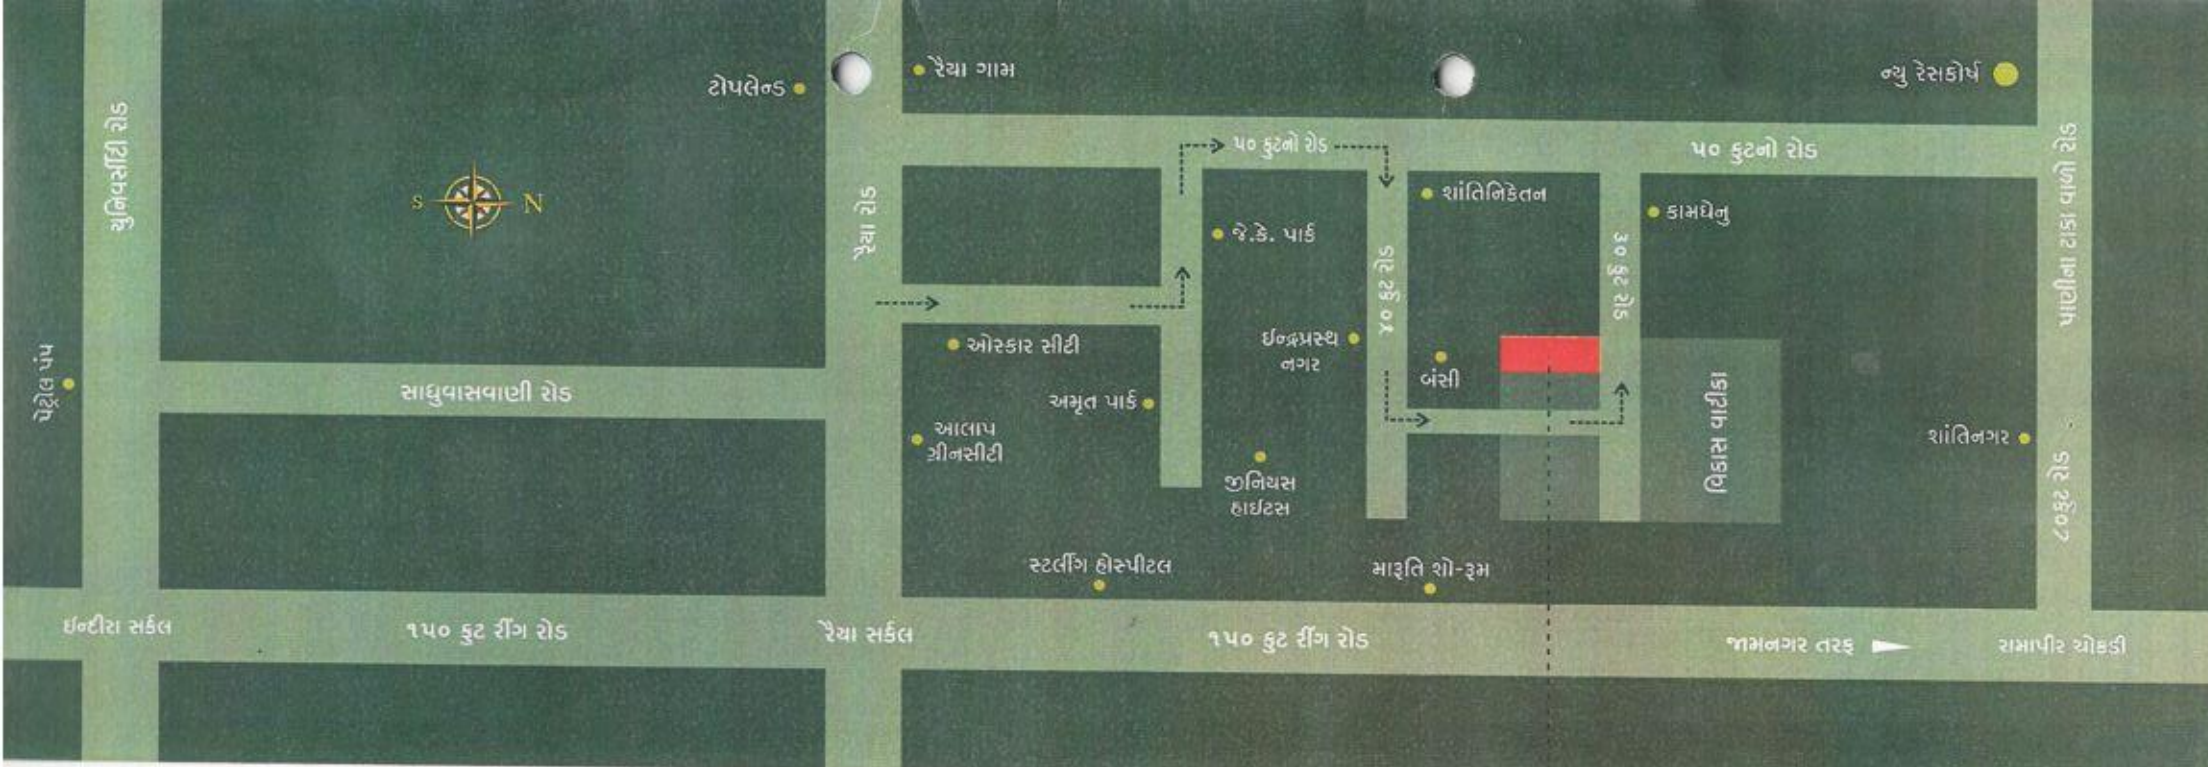 ટોપલેન્ડ
રૈયા ગામ
ન્યુ રેસકોર્ષ
યુનિવર્સીટી રોડ
૫૦ ફુટનો રોડ
૫૦ ફુટનો રોડ
પાણીના ટાકા વાળો રોડ
S N
રૈયા રોડ
શાંતિનિકેતન
કામધેનુ
જે.કે. પાર્ક
૪૦ ફુટ રોડ
૩૦ ફુટ રોડ
ઓસ્કાર સીટી
ઈન્દ્રપ્રસ્થ
નગર
બંસી
પેટ્રોલ પંપ
સાધુવાસવાણી રોડ
અમૃત પાર્ક
આલાપ
ગ્રીનસીટી
વિકાસ વાટીકા
શાંતિનગર
જીનિયસ
હાઈટસ
૮૦ફુટ રોડ
સ્ટર્લીંગ હોસ્પીટલ
મારૂતિ શો-રૂમ
ઈન્દીરા સર્કલ
૧૫૦ ફુટ રીંગ રોડ
રૈયા સર્કલ
૧૫૦ ફુટ રીંગ રોડ
જામનગર તરફ
રામાપીર ચોકડી